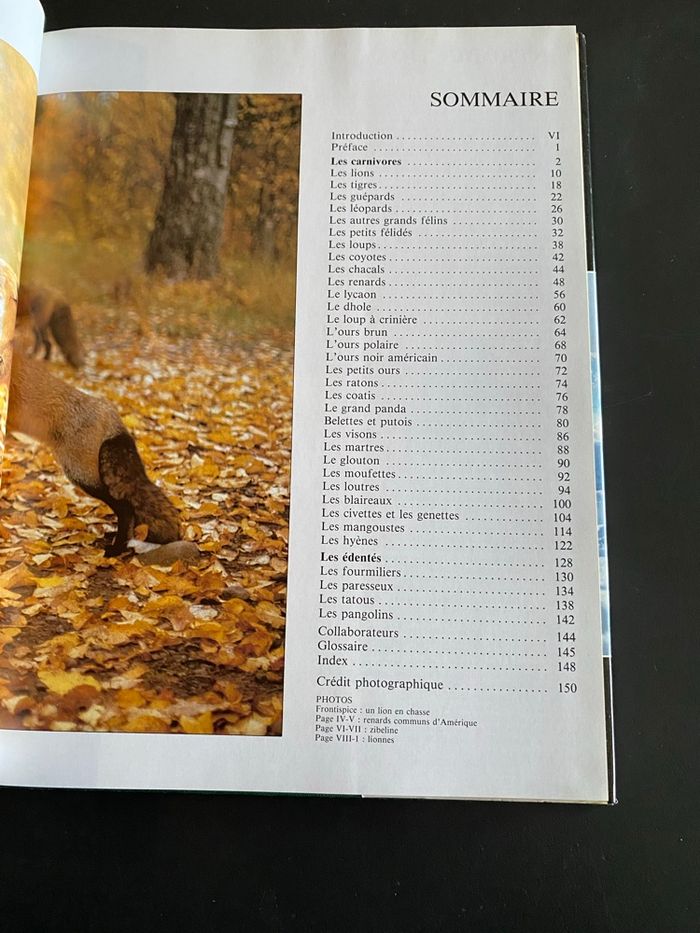 SOMMAIRE
Introduction . . . . . . . . . . . . . . . . . . . . . VI
Préface . . . . . . . . . . . . . . . . . . . . . . . . 1
Les carnivores . . . . . . . . . . . . . . . . . . . . 2
Les lions . . . . . . . . . . . . . . . . . . . . . . . 10
Les tigres . . . . . . . . . . . . . . . . . . . . . . . 18
Les guépards . . . . . . . . . . . . . . . . . . . . . 22
Les léopards . . . . . . . . . . . . . . . . . . . . . 26
Les autres grands félins . . . . . . . . . . . . . 30
Les petits félidés . . . . . . . . . . . . . . . . . . 32
Les loups . . . . . . . . . . . . . . . . . . . . . . . 38
Les coyotes . . . . . . . . . . . . . . . . . . . . . . 42
Les chacals . . . . . . . . . . . . . . . . . . . . . . 44
Les renards . . . . . . . . . . . . . . . . . . . . . . 48
Le lycaon . . . . . . . . . . . . . . . . . . . . . . . 56
Le dhole . . . . . . . . . . . . . . . . . . . . . . . . 60
Le loup à crinière . . . . . . . . . . . . . . . . . . 62
L'ours brun . . . . . . . . . . . . . . . . . . . . . . 64
L'ours polaire . . . . . . . . . . . . . . . . . . . . 68
L'ours noir américain . . . . . . . . . . . . . . . 70
Les petits ours . . . . . . . . . . . . . . . . . . . . 72
Les ratons . . . . . . . . . . . . . . . . . . . . . . . 74
Les coatis . . . . . . . . . . . . . . . . . . . . . . . 76
Le grand panda . . . . . . . . . . . . . . . . . . . . 78
Belettes et putois . . . . . . . . . . . . . . . . . . 80
Les visons . . . . . . . . . . . . . . . . . . . . . . . 86
Les martres . . . . . . . . . . . . . . . . . . . . . . 88
Le glouton . . . . . . . . . . . . . . . . . . . . . . . 90
Les moufettes . . . . . . . . . . . . . . . . . . . . . 92
Les loutres . . . . . . . . . . . . . . . . . . . . . . 94
Les blaireaux . . . . . . . . . . . . . . . . . . . . . 100
Les civettes et les genettes . . . . . . . . . . . 104
Les mangoustes . . . . . . . . . . . . . . . . . . . . 114
Les hyènes . . . . . . . . . . . . . . . . . . . . . . . 122
Les édentés . . . . . . . . . . . . . . . . . . . . . . 128
Les fourmiliers . . . . . . . . . . . . . . . . . . . . 130
Les paresseux . . . . . . . . . . . . . . . . . . . . . 134
Les tatous . . . . . . . . . . . . . . . . . . . . . . . 138
Les pangolins . . . . . . . . . . . . . . . . . . . . . 142
Collaborateurs . . . . . . . . . . . . . . . . . . . . 144
Glossaire . . . . . . . . . . . . . . . . . . . . . . . . 145
Index . . . . . . . . . . . . . . . . . . . . . . . . . . . 148
Crédit photographique . . . . . . . . . . . . . . . 150
PHOTOS
Frontispice : un lion en chasse
Page IV-V : renards communs d'Amérique
Page VI-VII : zibeline
Page VIII-1 : lionnes